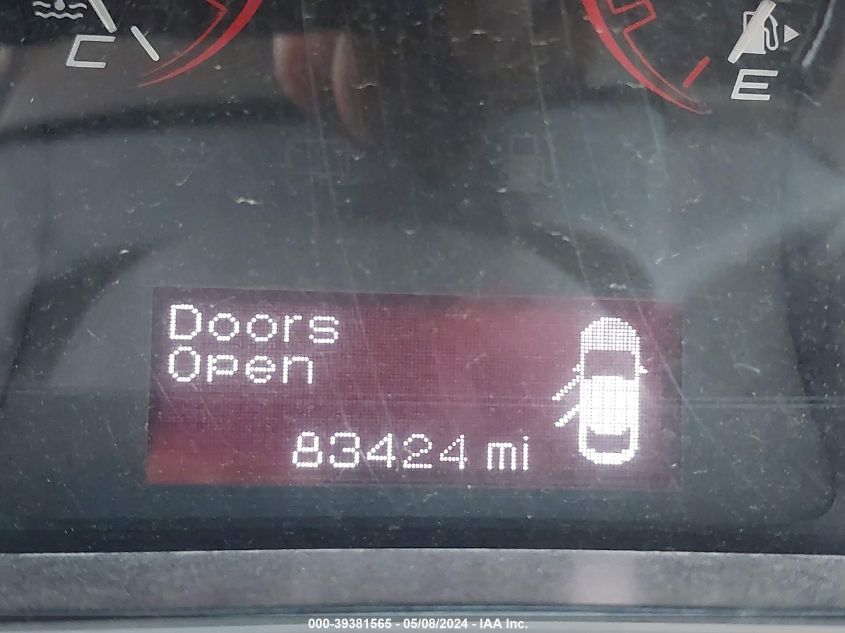 C
E
Doors
Open
83424 mi
000-39381565 - 05/08/2024 - IAA Inc.